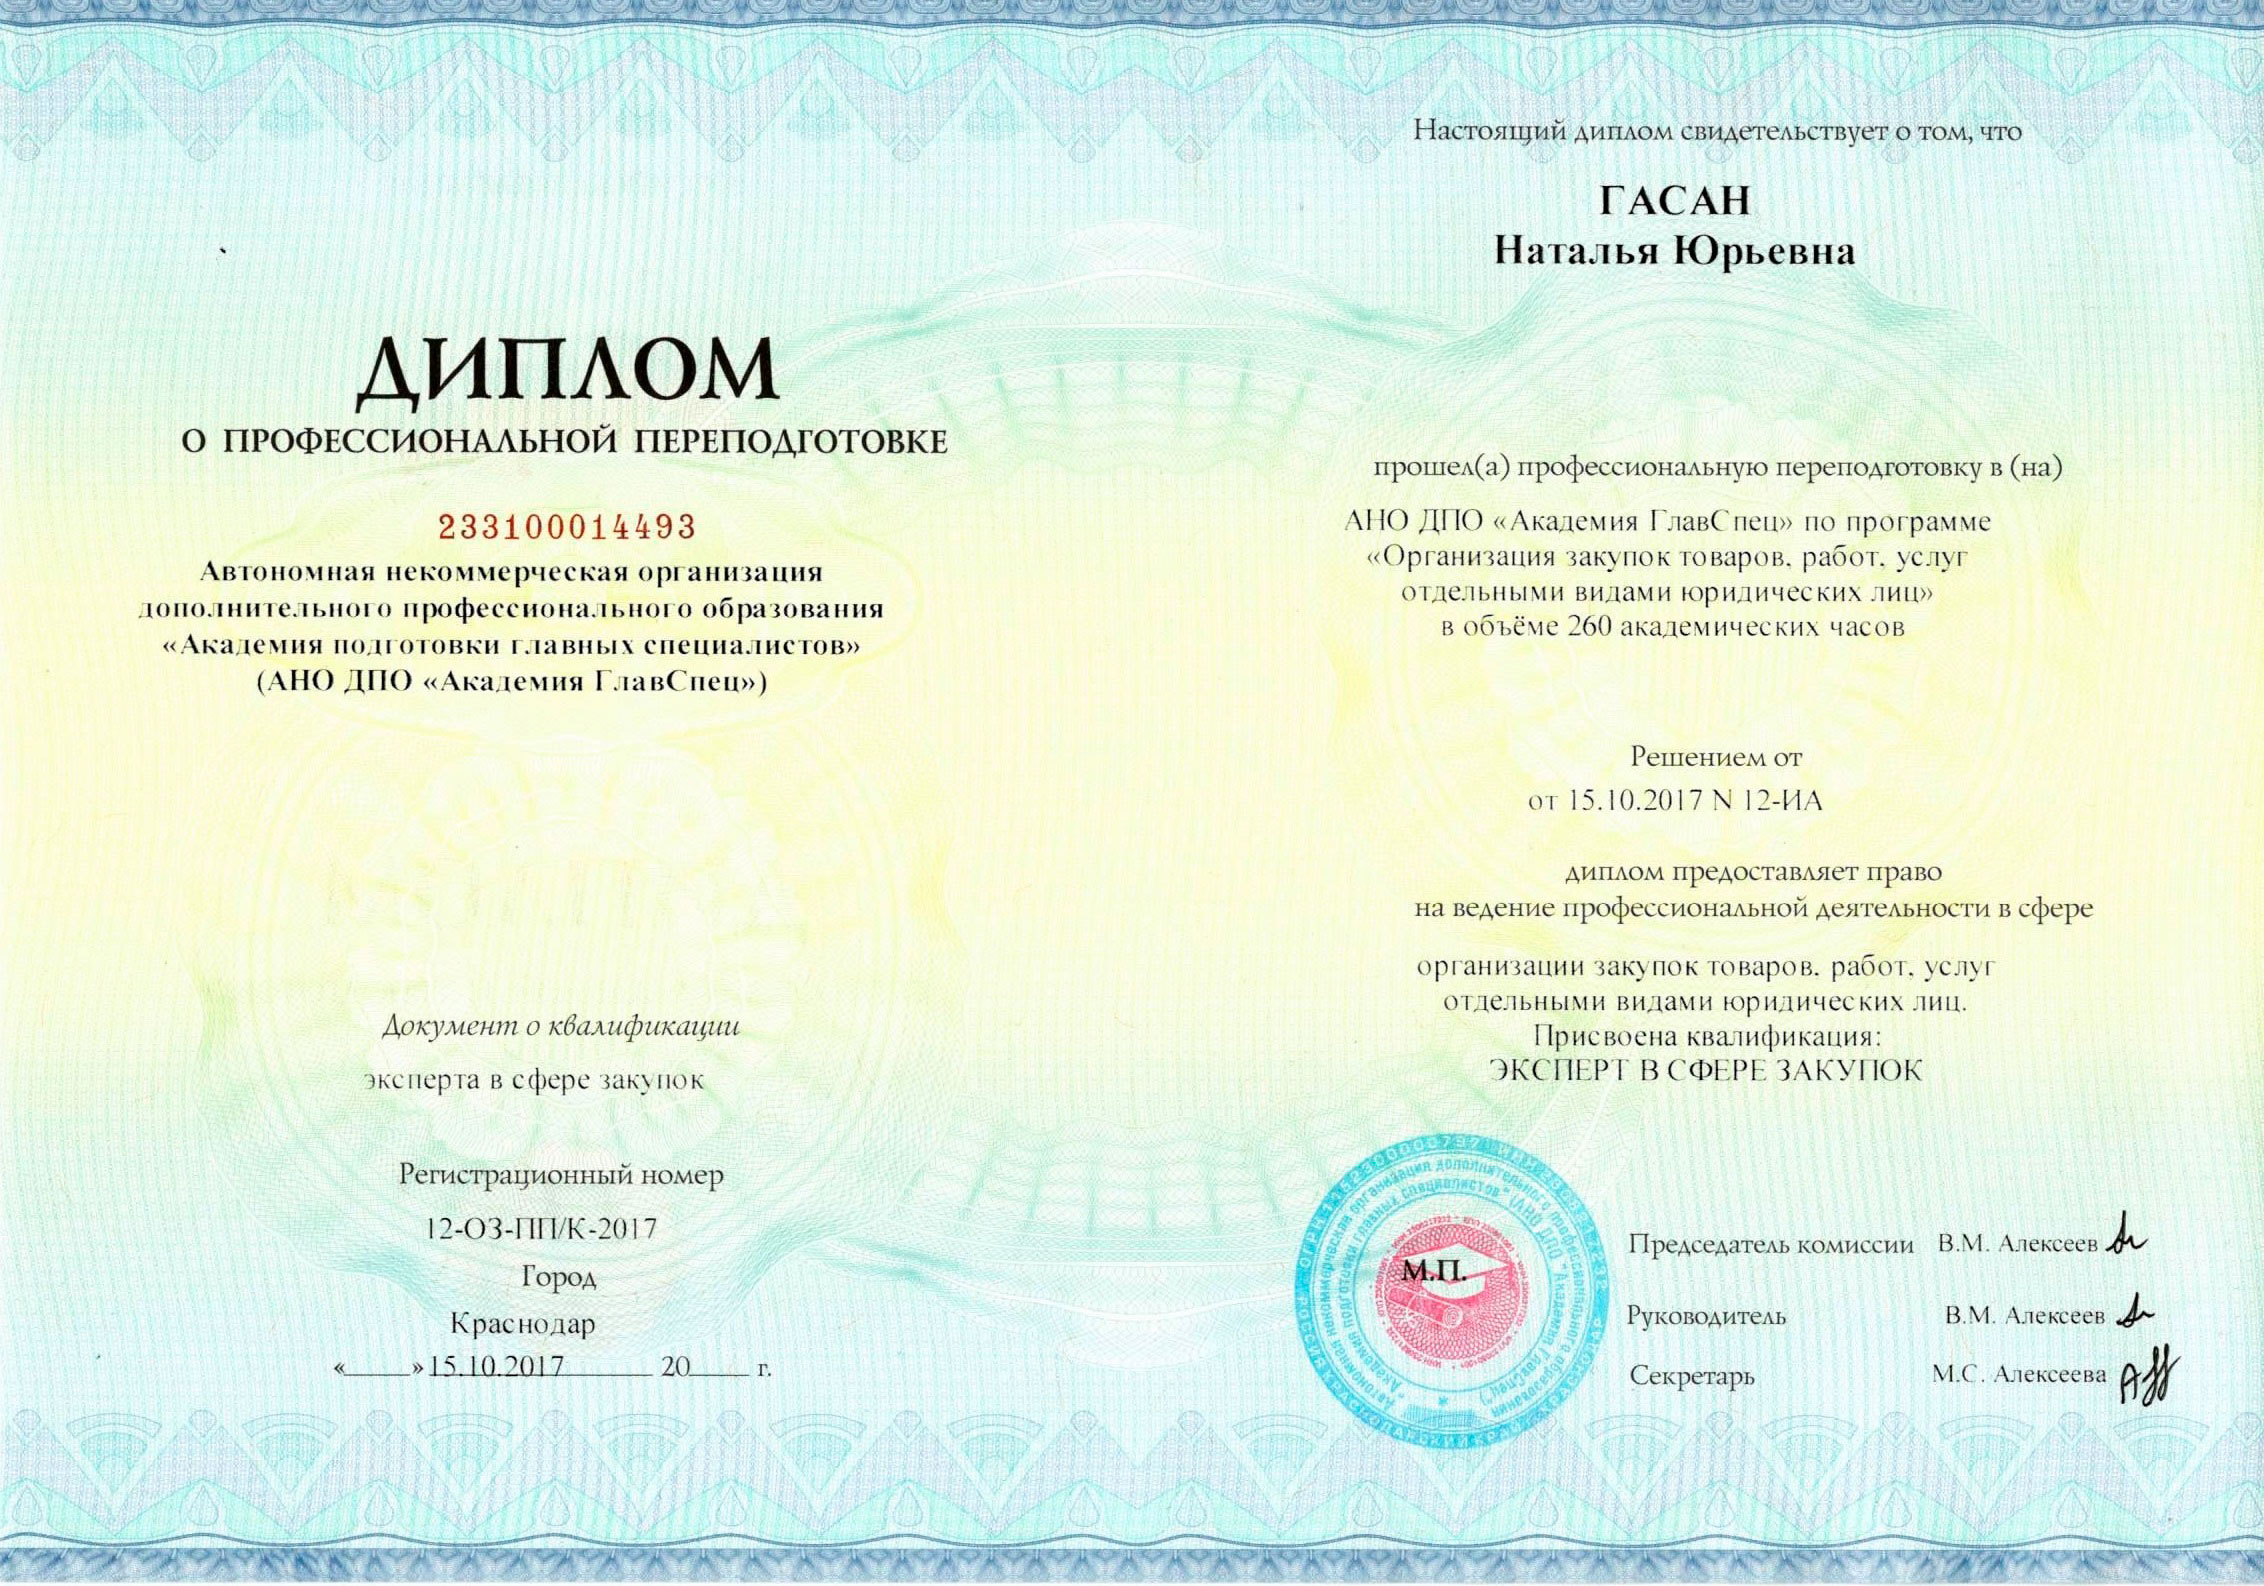 ДИПЛОМ
О ПРОФЕССИОНАЛЬНОЙ ПЕРЕПОДГОТОВКЕ
233100014493
Автономная некоммерческая организация
дополнительного профессионального образования
«Академия подготовки главных специалистов»
(АНО ДПО «Академия ГлавСпец»)
Документ о квалификации
эксперта в сфере закупок
Регистрационный номер
12-ОЗ-ПП/К-2017
Город
Краснодар
«____»15.10.2017______ 20____ г.
Настоящий диплом свидетельствует о том, что
ГАСАН
Наталья Юрьевна
прошел(а) профессиональную переподготовку в (на)
АНО ДПО «Академия ГлавСпец» по программе
«Организация закупок товаров, работ, услуг
отдельными видами юридических лиц»
в объёме 260 академических часов
Решением от
от 15.10.2017 N 12-ИА
диплом предоставляет право
на ведение профессиональной деятельности в сфере
организации закупок товаров, работ, услуг
отдельными видами юридических лиц.
Присвоена квалификация:
ЭКСПЕРТ В СФЕРЕ ЗАКУПОК
М.П.
Председатель комиссии В.М. Алексеев
Руководитель В.М. Алексеев
Секретарь М.С. Алексеева
Автономная некоммерческая организация дополнительного профессионального образования
"Академия подготовки главных специалистов" (АНО ДПО "Академия ГлавСпец")